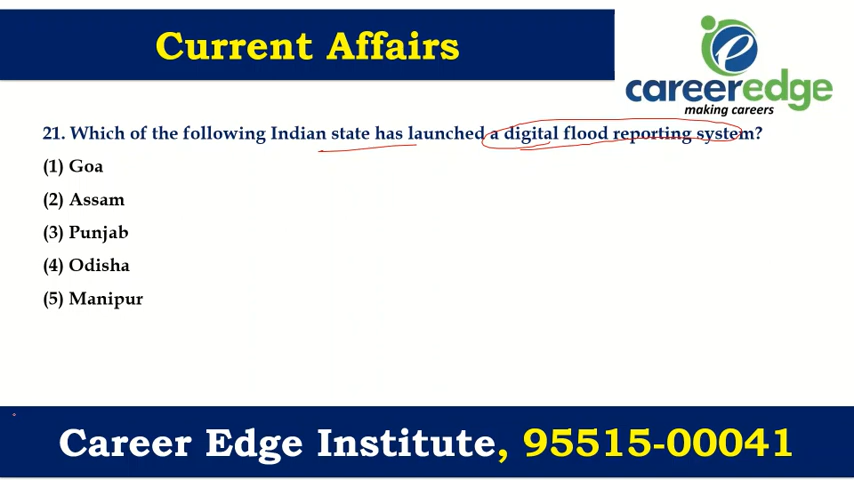 Current Affairs
careeredge
making careers
21. Which of the following Indian state has launched a digital flood reporting system?
(1) Goa
(2) Assam
(3) Punjab
(4) Odisha
(5) Manipur
Career Edge Institute, 95515-00041